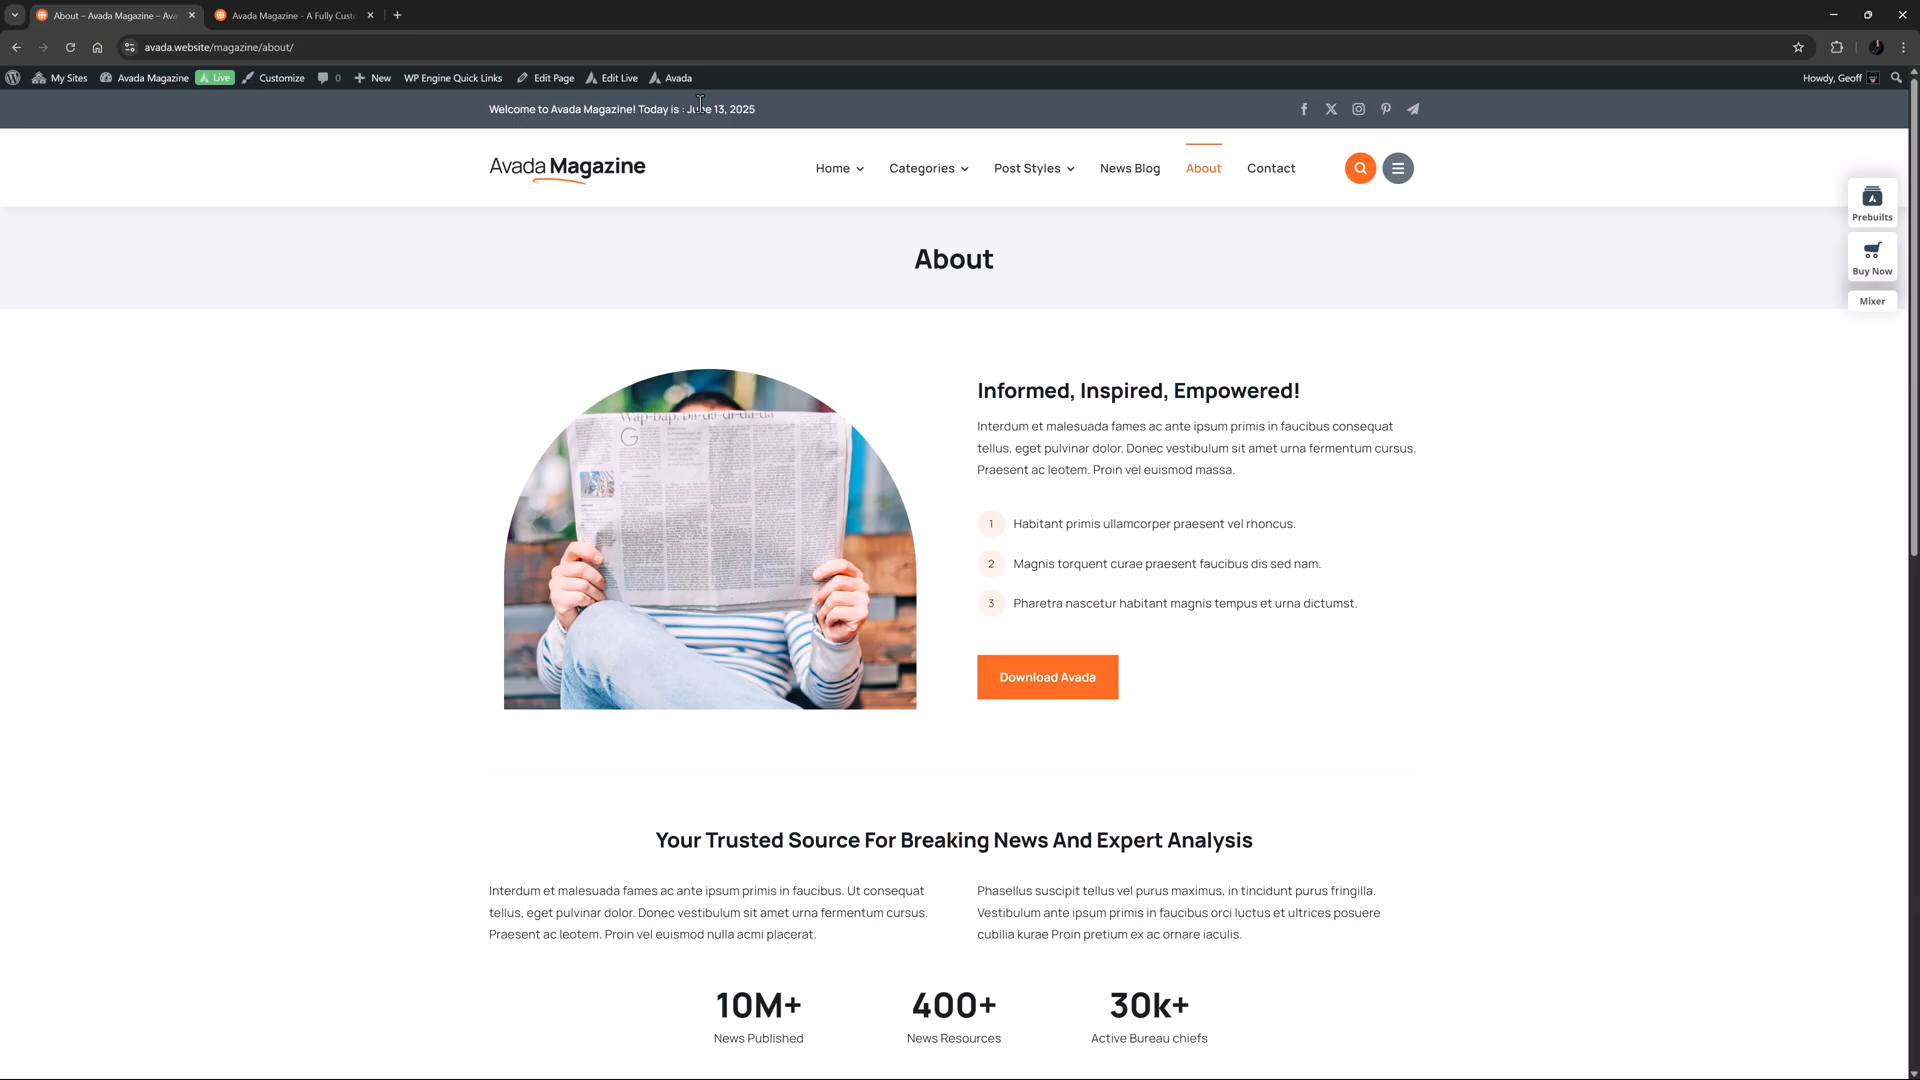 About – Avada Magazine – Ava
Avada Magazine - A Fully Custo
avada.website/magazine/about/
My Sites
Avada Magazine
Live
Customize
0
New
WP Engine Quick Links
Edit Page
Edit Live
Avada
Howdy, Geoff
Welcome to Avada Magazine! Today is : June 13, 2025
Avada Magazine
Home
Categories
Post Styles
News Blog
About
Contact
Prebuilts
Buy Now
Mixer
About
Wap-bap, ba-da-di-da-da
G
Informed, Inspired, Empowered!
Interdum et malesuada fames ac ante ipsum primis in faucibus consequat
tellus, eget pulvinar dolor. Donec vestibulum sit amet urna fermentum cursus.
Praesent ac leotem. Proin vel euismod massa.
1 Habitant primis ullamcorper praesent vel rhoncus.
2 Magnis torquent curae praesent faucibus dis sed nam.
3 Pharetra nascetur habitant magnis tempus et urna dictumst.
Download Avada
Your Trusted Source For Breaking News And Expert Analysis
Interdum et malesuada fames ac ante ipsum primis in faucibus. Ut consequat
tellus, eget pulvinar dolor. Donec vestibulum sit amet urna fermentum cursus.
Praesent ac leotem. Proin vel euismod nulla acmi placerat.
Phasellus suscipit tellus vel purus maximus, in tincidunt purus fringilla.
Vestibulum ante ipsum primis in faucibus orci luctus et ultrices posuere
cubilia kurae Proin pretium ex ac ornare iaculis.
10M+
News Published
400+
News Resources
30k+
Active Bureau chiefs